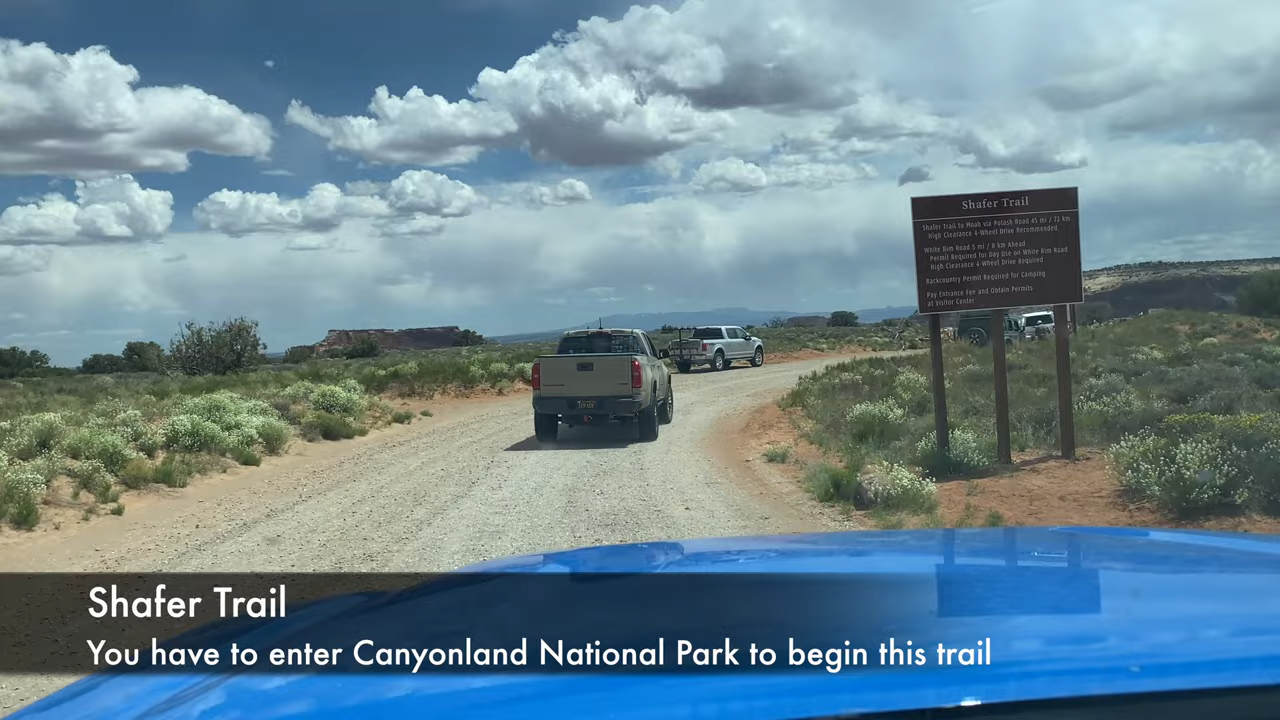 Shafer Trail
Shafer Trail to Moab via Potash Road 45 mi / 72 km
High Clearance 4-Wheel Drive Recommended
White Rim Road 5 mi / 8 km Ahead
Permit Required for Day Use on White Rim Road
High Clearance 4-Wheel Drive Required
Backcountry Permit Required for Camping
Pay Entrance Fee and Obtain Permits
at Visitor Center
Shafer Trail
You have to enter Canyonland National Park to begin this trail